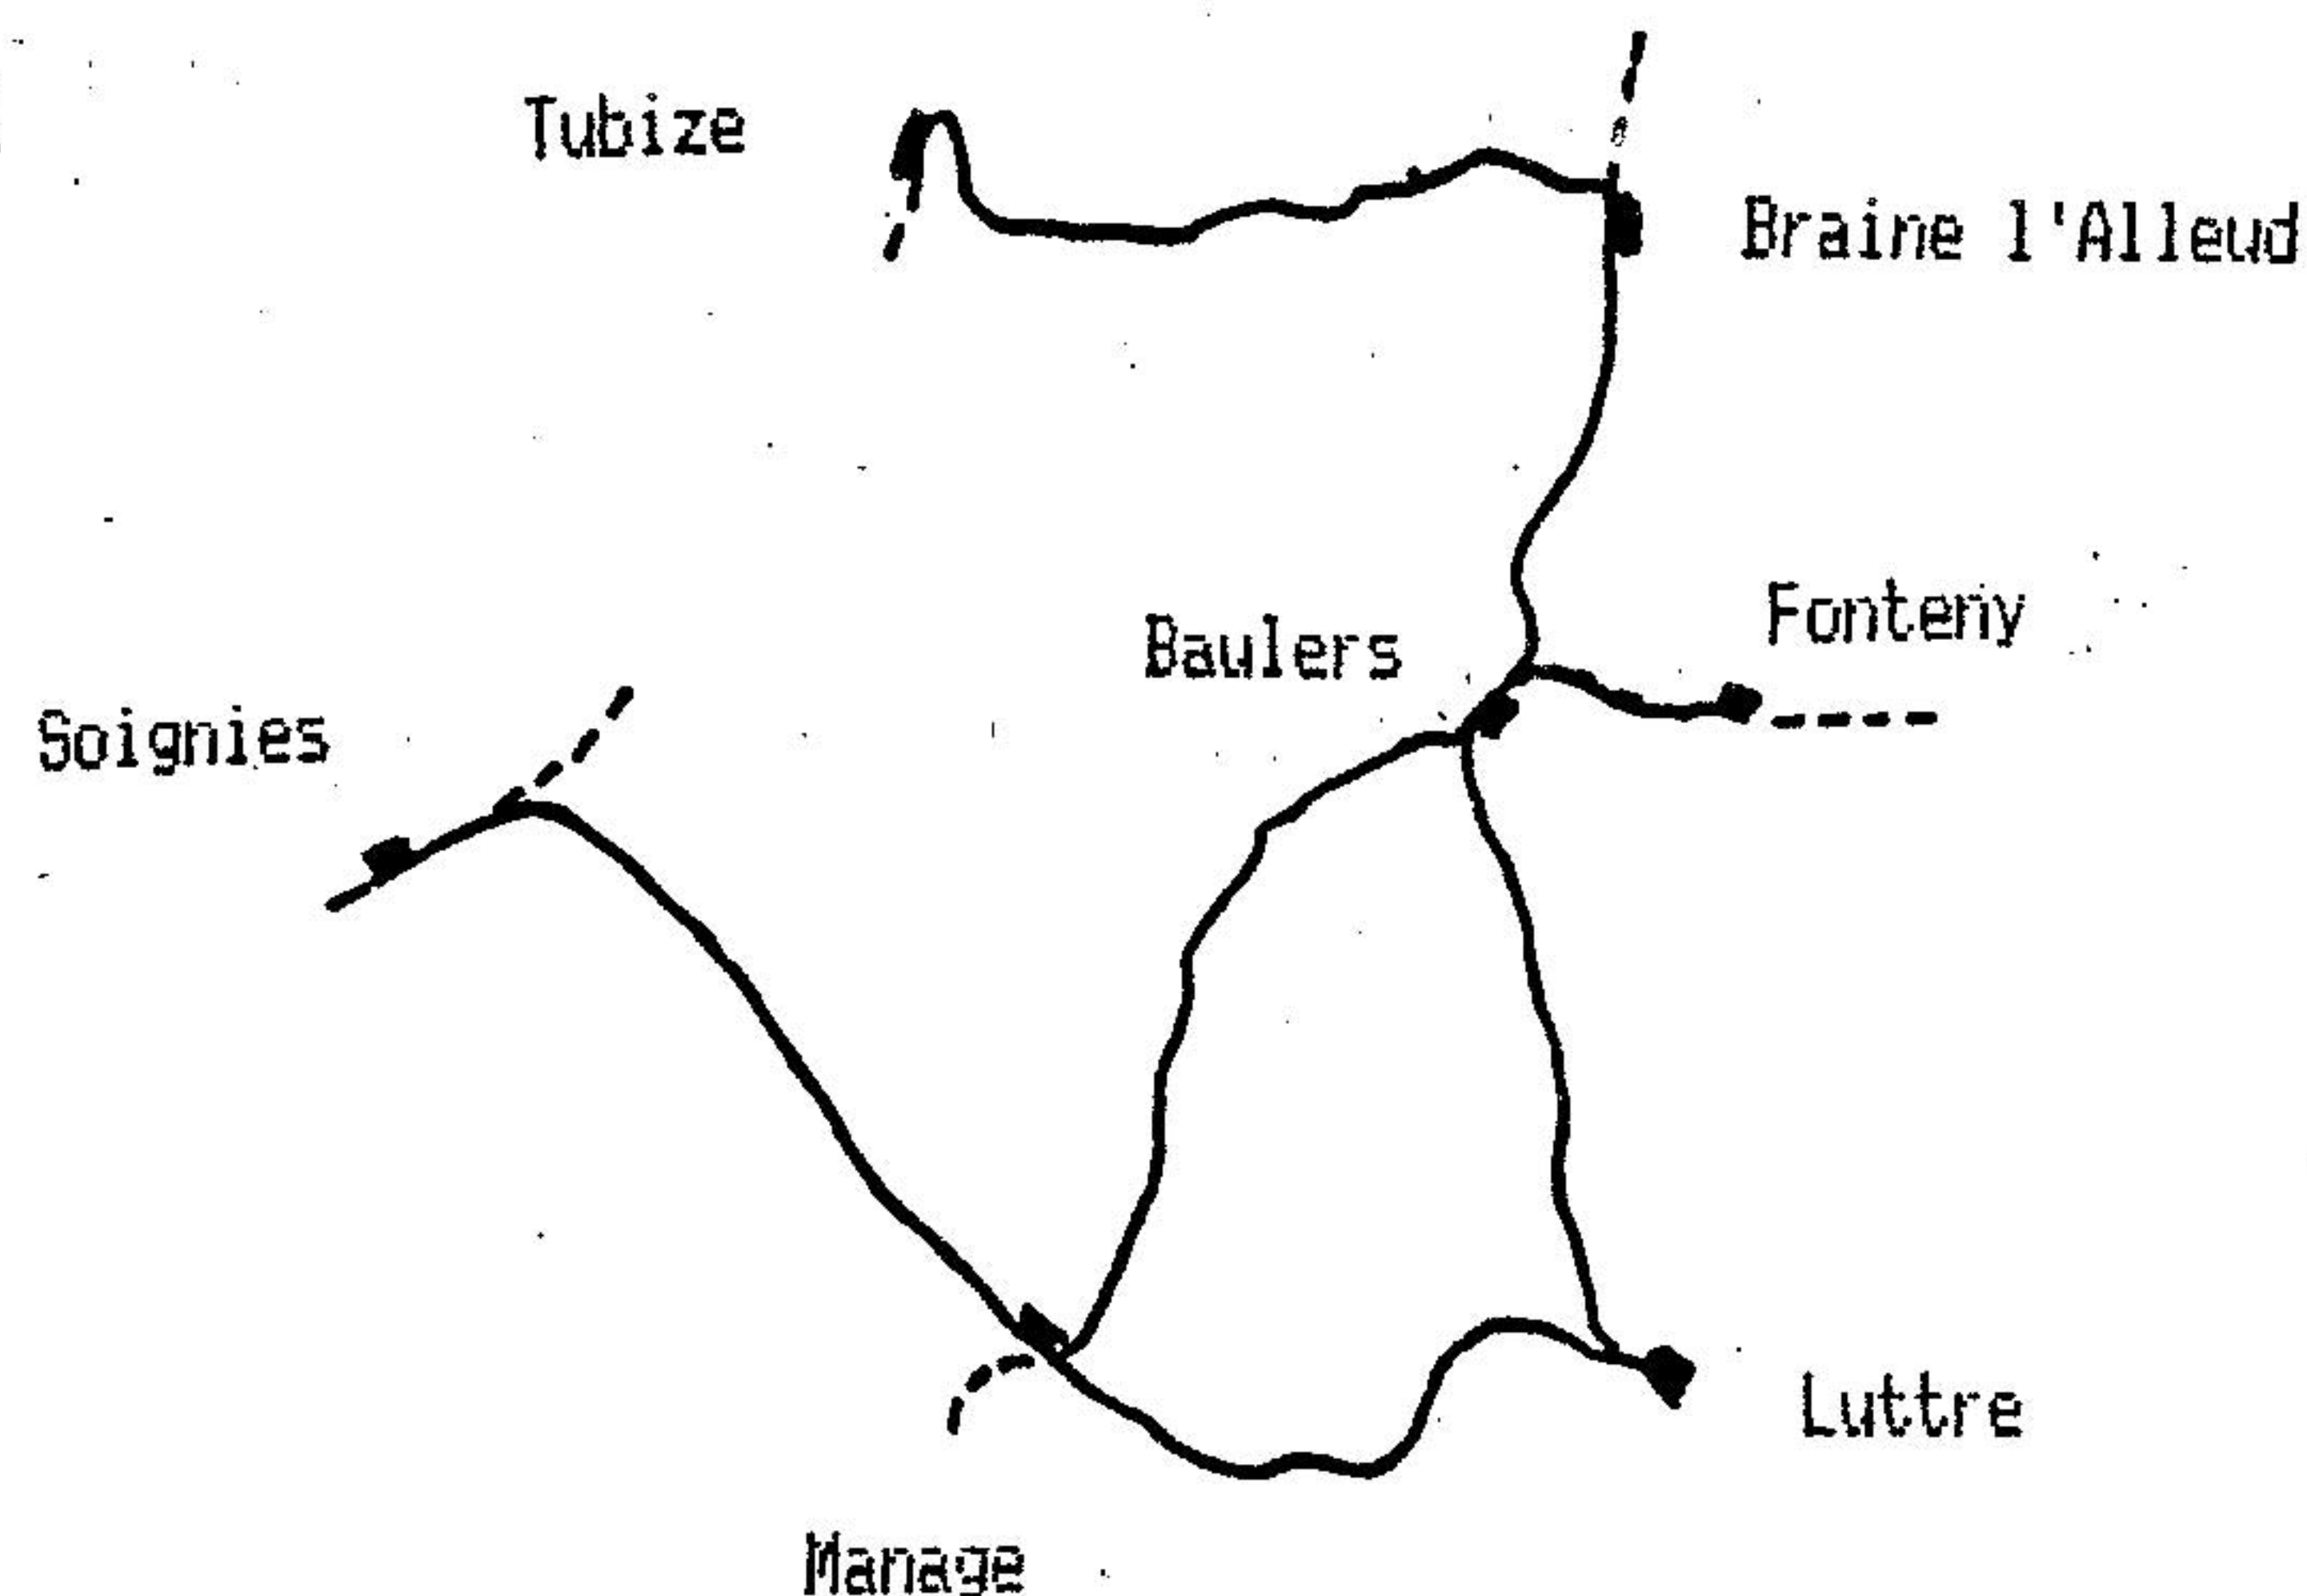 Tubize
Braine l'Alleud
Fonteny
Baulers
Soignies
Luttre
Manage